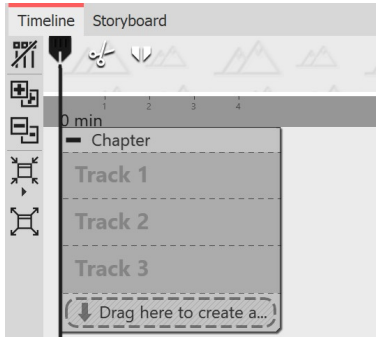 Timeline Storyboard
1 2 3 4
0 min
Chapter
Track 1
Track 2
Track 3
Drag here to create a...